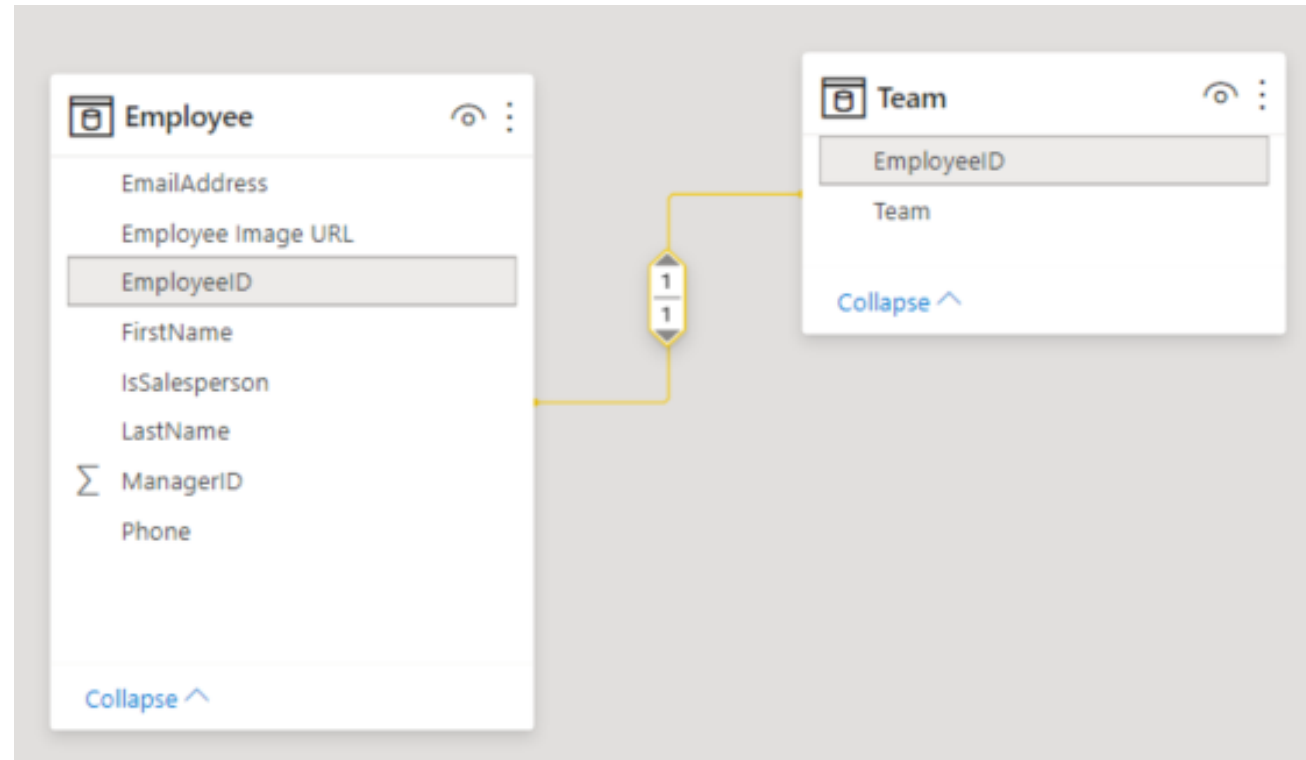 Employee
EmailAddress
Employee Image URL
EmployeeID
FirstName
IsSalesperson
LastName
∑ ManagerID
Phone
Collapse
1
1
Team
EmployeeID
Team
Collapse